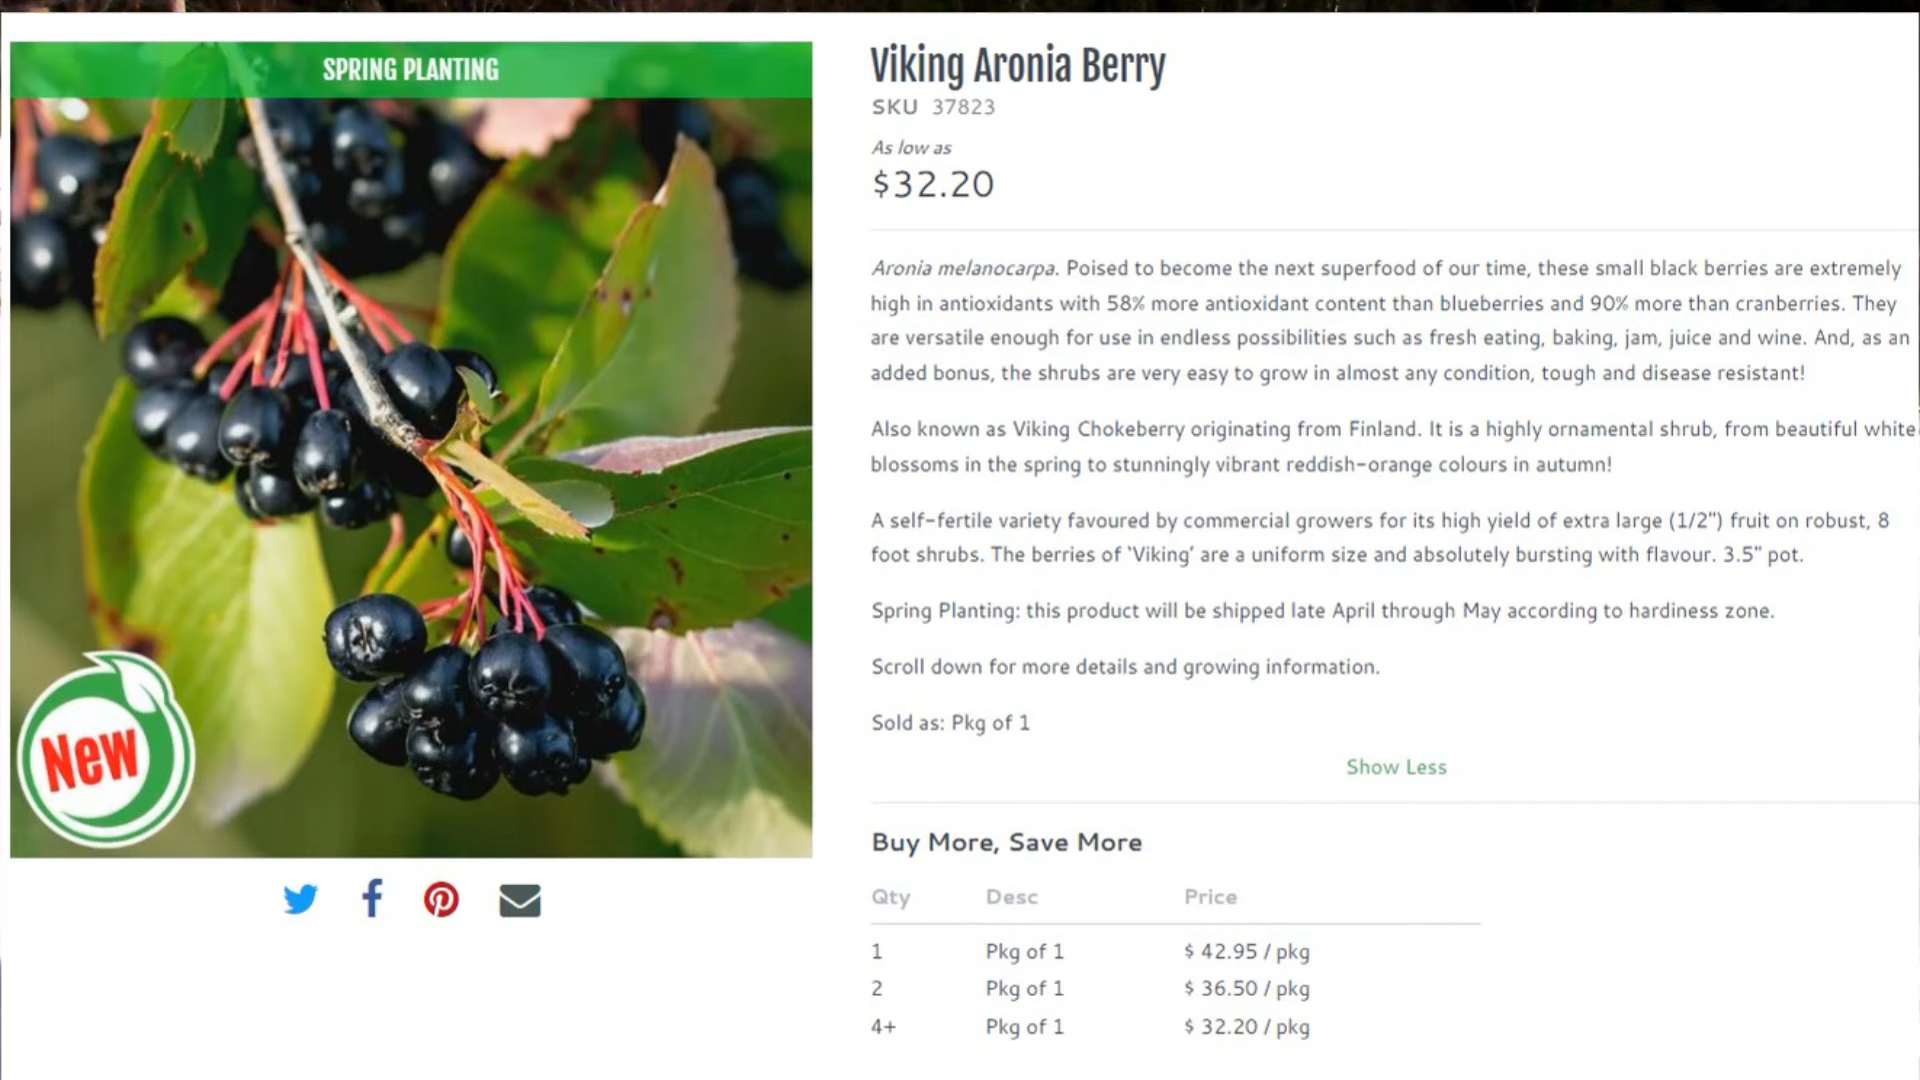 SPRING PLANTING
New
Viking Aronia Berry
SKU 37823
As low as
$32.20
Aronia melanocarpa. Poised to become the next superfood of our time, these small black berries are extremely
high in antioxidants with 58% more antioxidant content than blueberries and 90% more than cranberries. They
are versatile enough for use in endless possibilities such as fresh eating, baking, jam, juice and wine. And, as an
added bonus, the shrubs are very easy to grow in almost any condition, tough and disease resistant!
Also known as Viking Chokeberry originating from Finland. It is a highly ornamental shrub, from beautiful white
blossoms in the spring to stunningly vibrant reddish-orange colours in autumn!
A self-fertile variety favoured by commercial growers for its high yield of extra large (1/2") fruit on robust, 8
foot shrubs. The berries of 'Viking' are a uniform size and absolutely bursting with flavour. 3.5" pot.
Spring Planting: this product will be shipped late April through May according to hardiness zone.
Scroll down for more details and growing information.
Sold as: Pkg of 1
Show Less
Buy More, Save More
Qty Desc Price
1 Pkg of 1 $ 42.95 / pkg
2 Pkg of 1 $ 36.50 / pkg
4+ Pkg of 1 $ 32.20 / pkg